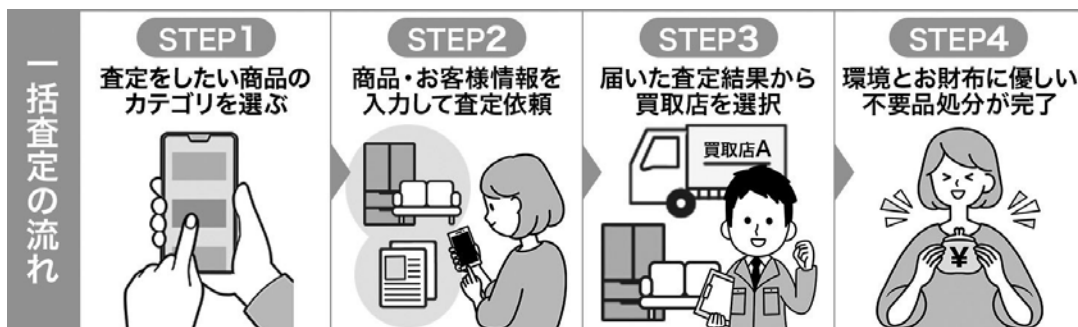 一括査定の流れ
STEP1
査定をしたい商品の
カテゴリを選ぶ
STEP2
商品・お客様情報を
入力して査定依頼
STEP3
届いた査定結果から
買取店を選択
買取店A
STEP4
環境とお財布に優しい
不要品処分が完了
¥